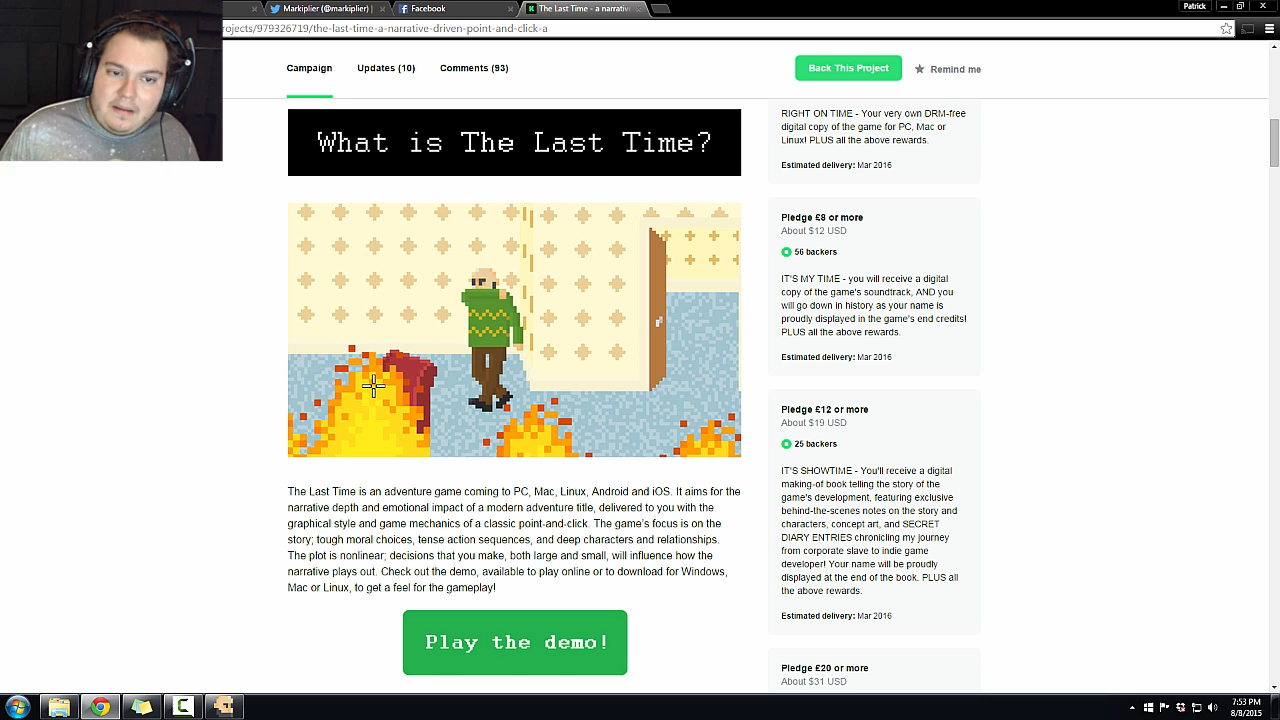 Markiplier (@markiplier) |
Facebook
The Last Time - a narrativ
Patrick
rojects/979326719/the-last-time-a-narrative-driven-point-and-click-a
Campaign
Updates (10)
Comments (93)
Back This Project
Remind me
What is The Last Time?
The Last Time is an adventure game coming to PC, Mac, Linux, Android and iOS. It aims for the
narrative depth and emotional impact of a modern adventure title, delivered to you with the
graphical style and game mechanics of a classic point-and-click. The game's focus is on the
story; tough moral choices, tense action sequences, and deep characters and relationships.
The plot is nonlinear; decisions that you make, both large and small, will influence how the
narrative plays out. Check out the demo, available to play online or to download for Windows,
Mac or Linux, to get a feel for the gameplay!
Play the demo!
RIGHT ON TIME - Your very own DRM-free
digital copy of the game for PC, Mac or
Linux! PLUS all the above rewards.
Estimated delivery: Mar 2016
Pledge £8 or more
About $12 USD
56 backers
IT'S MY TIME - you will receive a digital
copy of the game's soundtrack, AND you
will go down in history as your name is
proudly displayed in the game's end credits!
PLUS all the above rewards.
Estimated delivery: Mar 2016
Pledge £12 or more
About $19 USD
25 backers
IT'S SHOWTIME - You'll receive a digital
making-of book telling the story of the
game's development, featuring exclusive
behind-the-scenes notes on the story and
characters, concept art, and SECRET
DIARY ENTRIES chronicling my journey
from corporate slave to indie game
developer! Your name will be proudly
displayed at the end of the book. PLUS all
the above rewards.
Estimated delivery: Mar 2016
Pledge £20 or more
About $31 USD
7:53 PM
8/8/2015